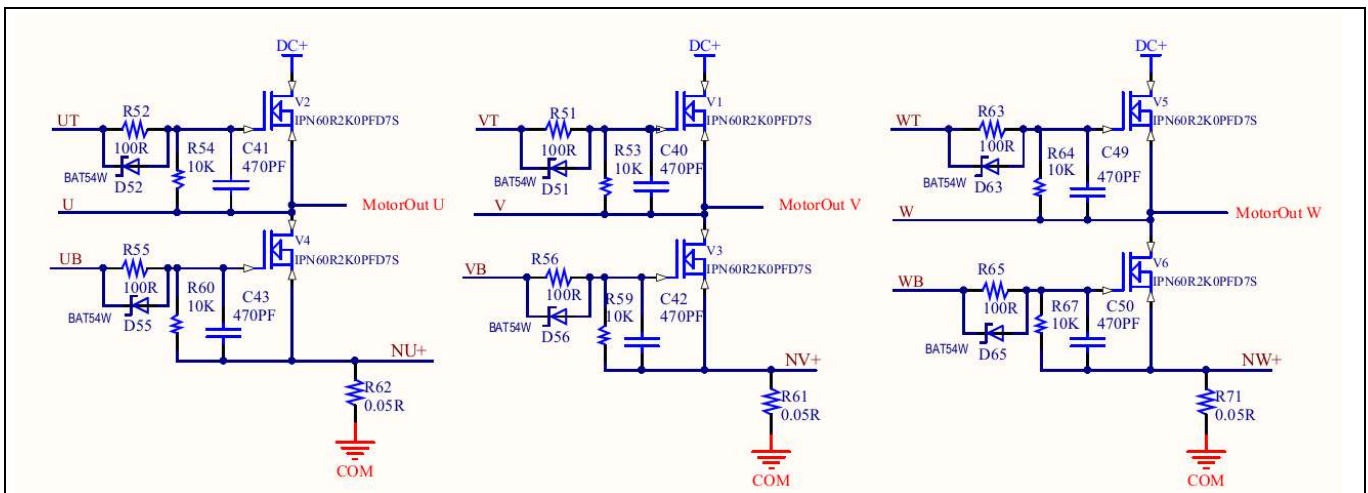 DC+
V2
IPN60R2K0PFD7S
UT
R52
100R
BAT54W
D52
R54
10K
C41
470PF
U
MotorOut U
V4
IPN60R2K0PFD7S
UB
R55
100R
BAT54W
D55
R60
10K
C43
470PF
NU+
R62
0.05R
COM
DC+
V1
IPN60R2K0PFD7S
VT
R51
100R
BAT54W
D51
R53
10K
C40
470PF
V
MotorOut V
V3
IPN60R2K0PFD7S
VB
R56
100R
BAT54W
D56
R59
10K
C42
470PF
NV+
R61
0.05R
COM
DC+
V5
IPN60R2K0PFD7S
WT
R63
100R
BAT54W
D63
R64
10K
C49
470PF
W
MotorOut W
V6
IPN60R2K0PFD7S
WB
R65
100R
BAT54W
D65
R67
10K
C50
470PF
NW+
R71
0.05R
COM